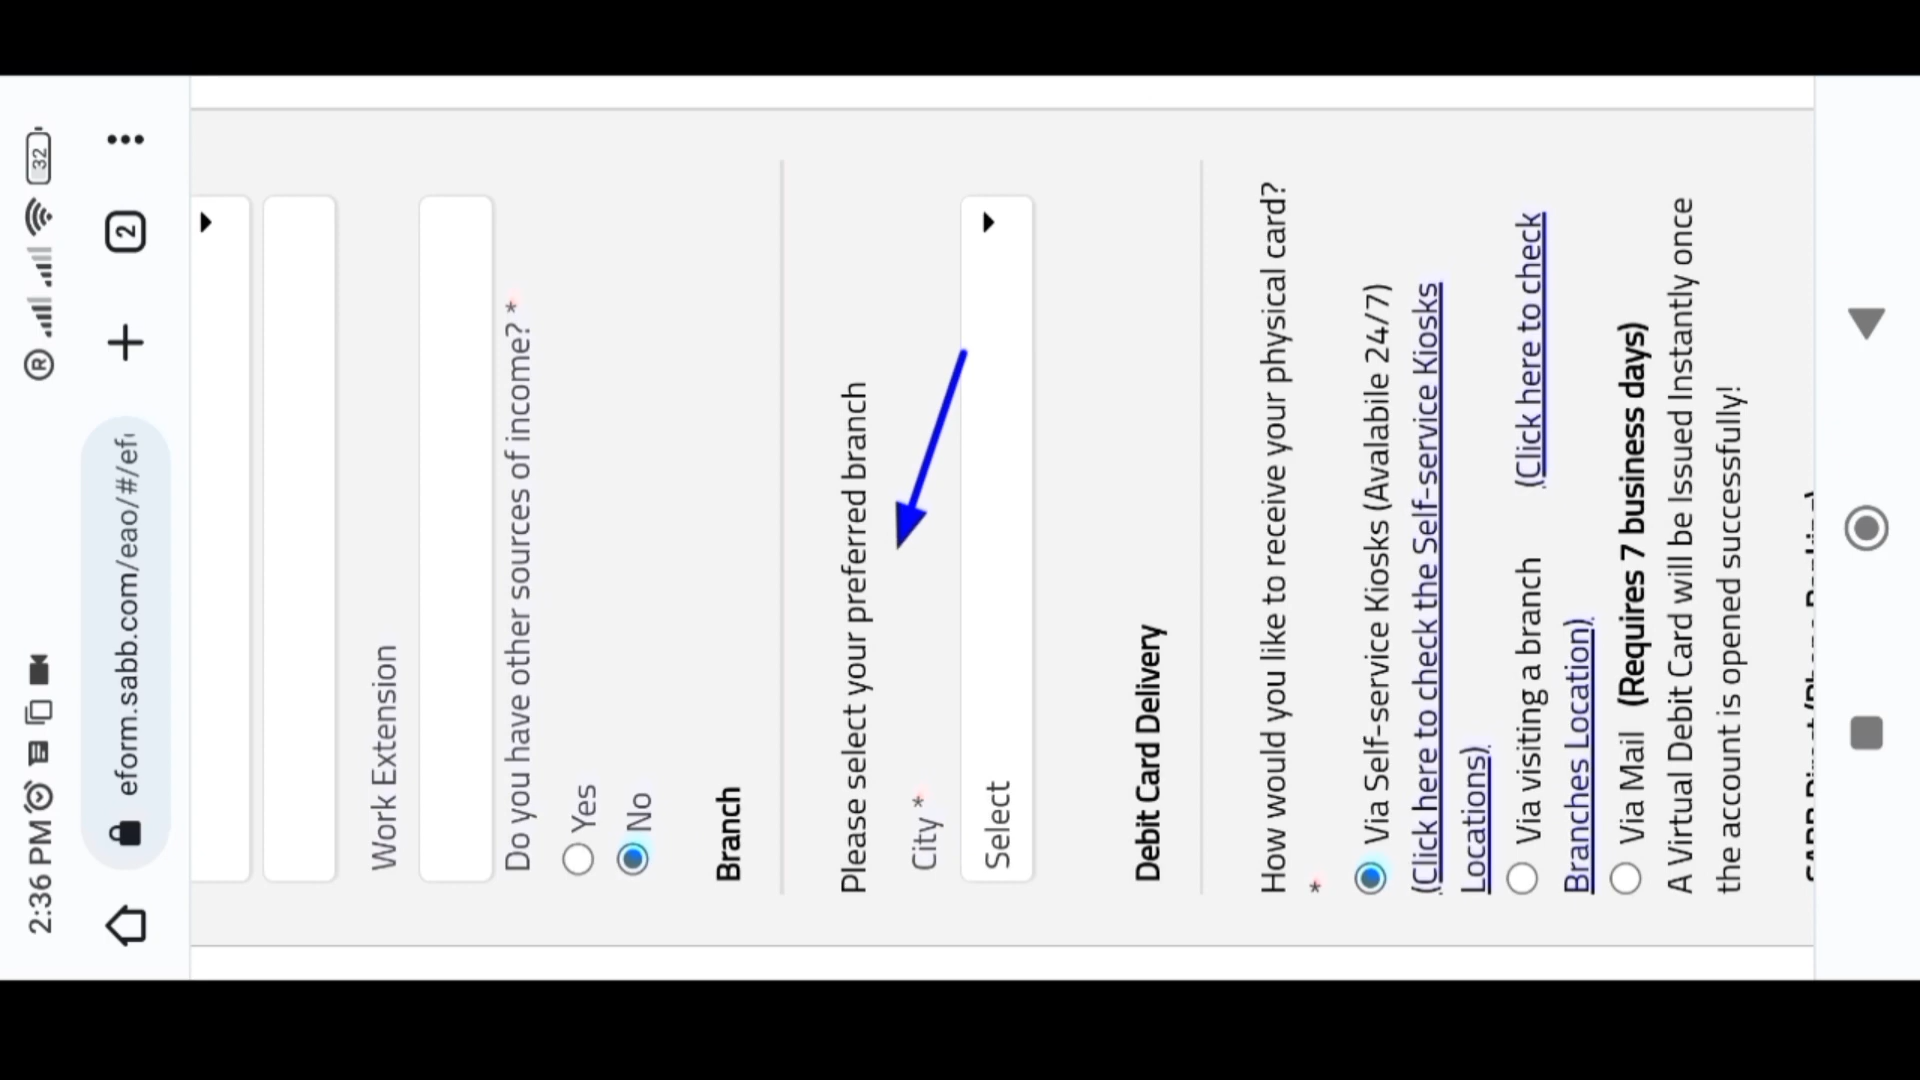 2:36 PM
R
32
eform.sabb.com/eao/#/ef
2
Work Extension
Do you have other sources of income? *
Yes
No
Branch
Please select your preferred branch
City *
Select
Debit Card Delivery
How would you like to receive your physical card?
*
Via Self-service Kiosks (Avalabile 24/7)
(Click here to check the Self-service Kiosks
Locations)
Via visiting a branch (Click here to check
Branches Location)
Via Mail (Requires 7 business days)
A Virtual Debit Card will be Issued Instantly once
the account is opened successfully!